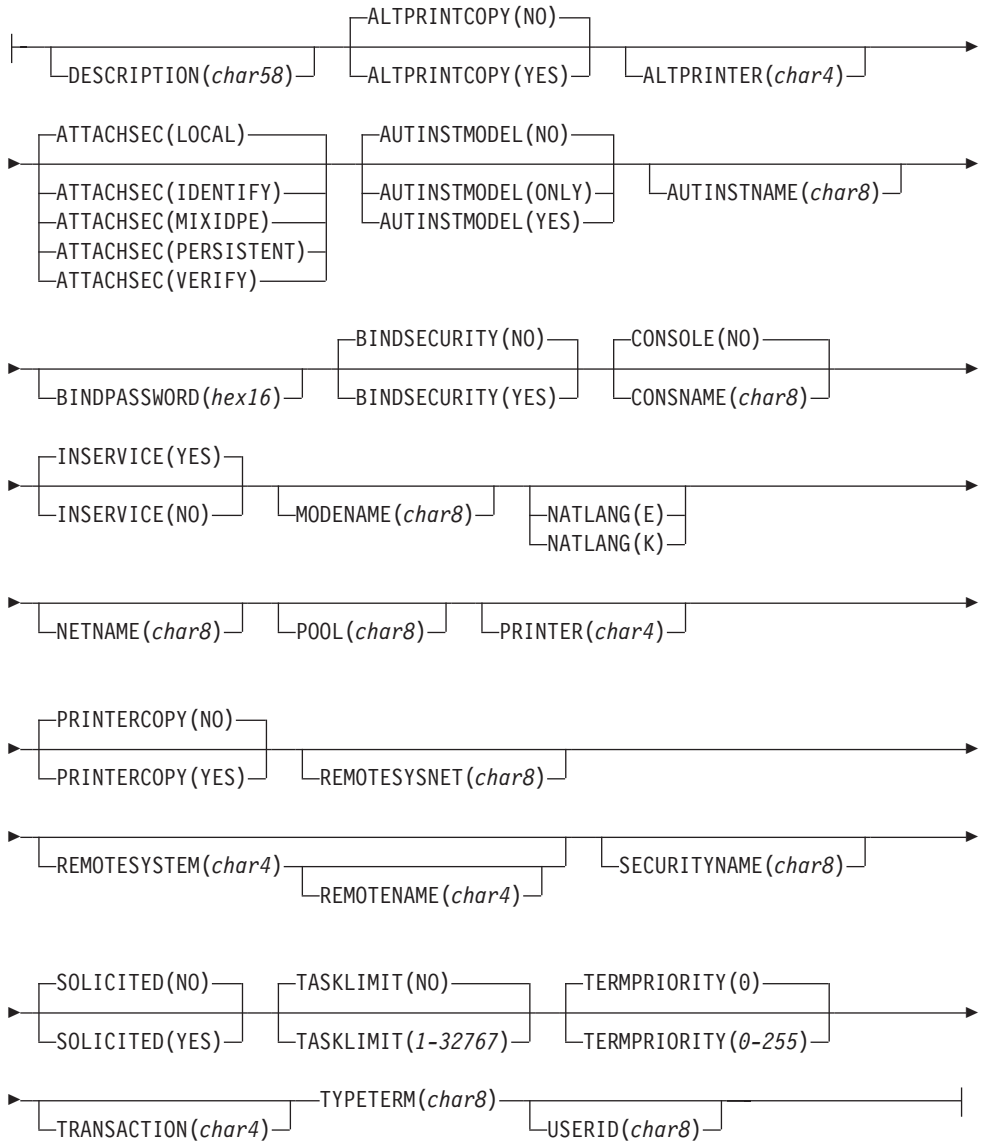 ALTPRINTCOPY(NO)
DESCRIPTION(char58) ALTPRINTCOPY(YES) ALTPRINTER(char4)
ATTACHSEC(LOCAL) AUTINSTMODEL(NO)
ATTACHSEC(IDENTIFY) AUTINSTMODEL(ONLY) AUTINSTNAME(char8)
ATTACHSEC(MIXIDPE) AUTINSTMODEL(YES)
ATTACHSEC(PERSISTENT)
ATTACHSEC(VERIFY)
BINDSECURITY(NO) CONSOLE(NO)
BINDPASSWORD(hex16) BINDSECURITY(YES) CONSNAME(char8)
INSERVICE(YES)
INSERVICE(NO) MODENAME(char8) NATLANG(E)
NATLANG(K)
NETNAME(char8) POOL(char8) PRINTER(char4)
PRINTERCOPY(NO)
PRINTERCOPY(YES) REMOTESYSNET(char8)
REMOTESYSTEM(char4) SECURITYNAME(char8)
REMOTENAME(char4)
SOLICITED(NO) TASKLIMIT(NO) TERMPRIORITY(0)
SOLICITED(YES) TASKLIMIT(1-32767) TERMPRIORITY(0-255)
TYPETERM(char8)
TRANSACTION(char4) USERID(char8)